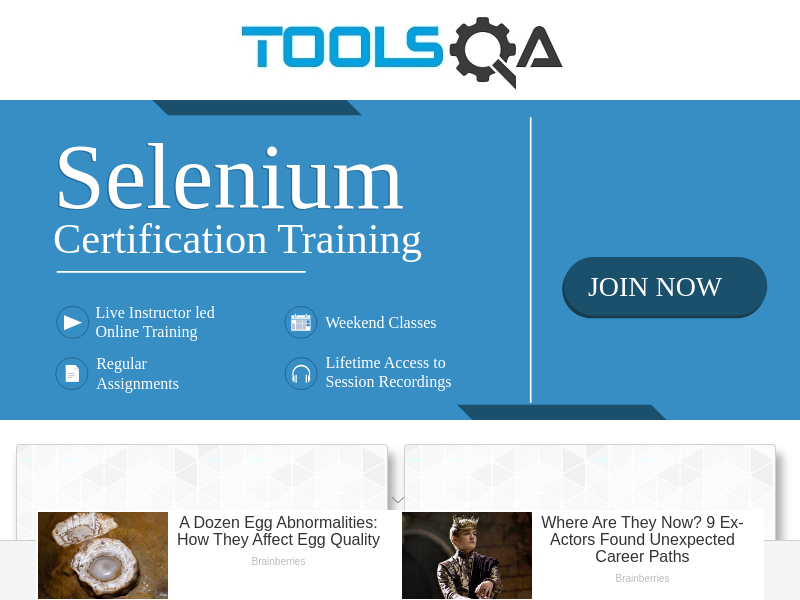 TOOLSQA
Selenium
Certification Training
JOIN NOW
Live Instructor led
Online Training
Weekend Classes
Regular
Assignments
Lifetime Access to
Session Recordings
A Dozen Egg Abnormalities:
How They Affect Egg Quality
Brainberries
Where Are They Now? 9 Ex-
Actors Found Unexpected
Career Paths
Brainberries